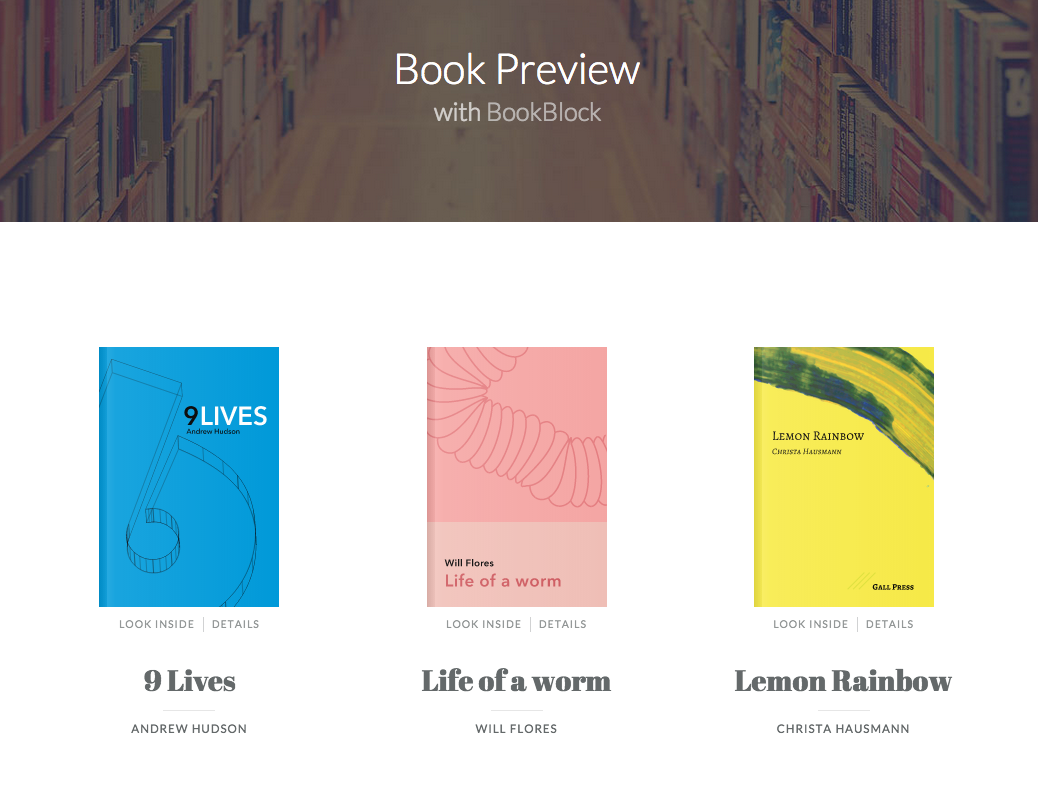 Book Preview
with BookBlock
9LIVES
Andrew Hudson
Will Flores
Life of a worm
Lemon Rainbow
Christa Hausmann
Gall Press
LOOK INSIDE DETAILS
LOOK INSIDE DETAILS
LOOK INSIDE DETAILS
9 Lives
Life of a worm
Lemon Rainbow
ANDREW HUDSON
WILL FLORES
CHRISTA HAUSMANN